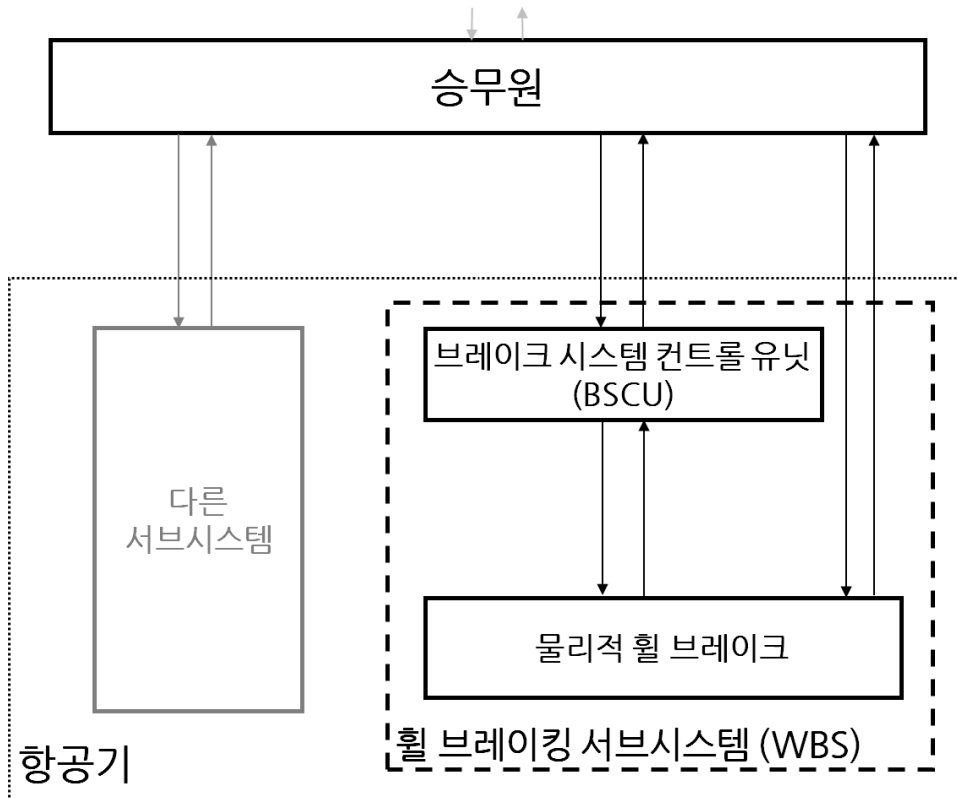 승무원
브레이크 시스템 컨트롤 유닛
(BSCU)
다른
서브시스템
물리적 휠 브레이크
휠 브레이킹 서브시스템 (WBS)
항공기